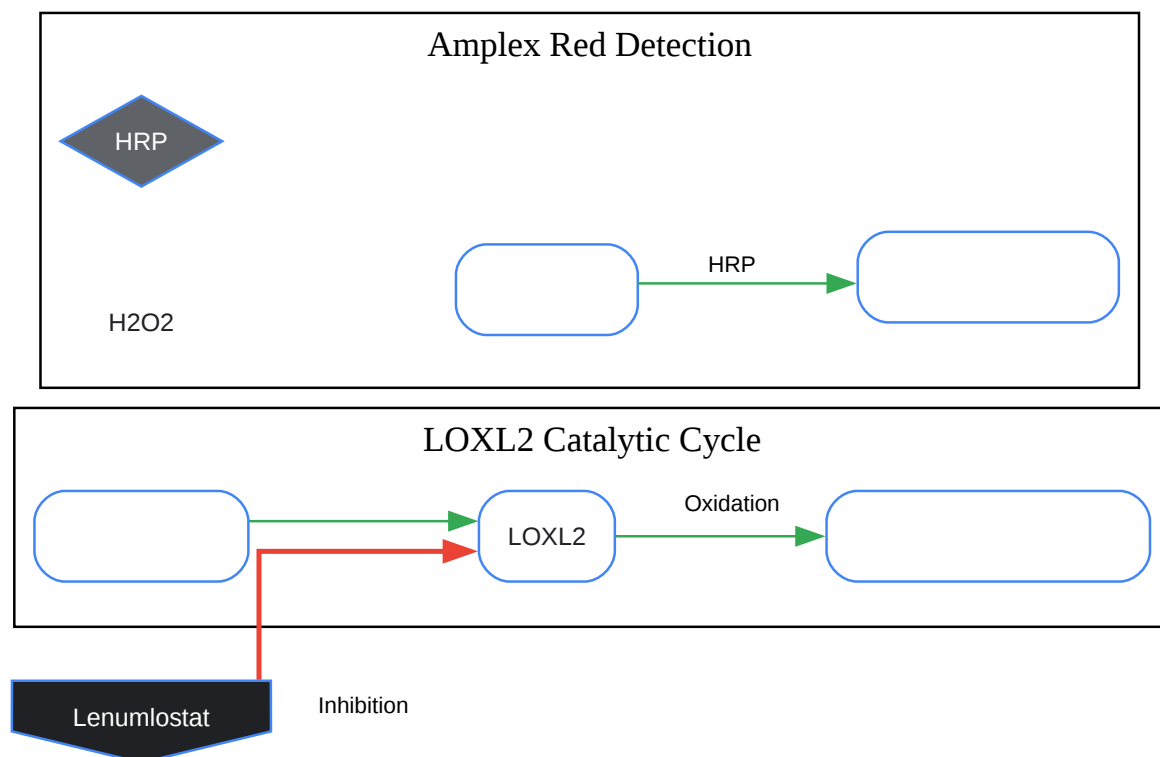 Amplex Red Detection
HRP
HRP
H2O2
LOXL2 Catalytic Cycle
Oxidation
LOXL2
Inhibition
Lenumlostat